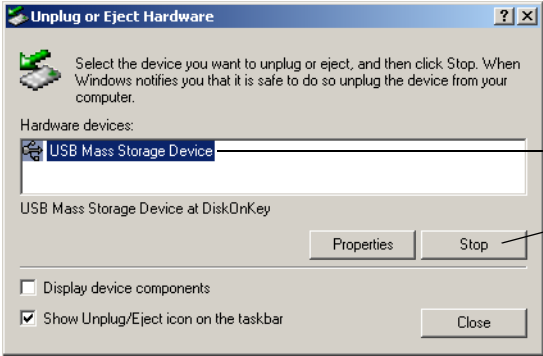 Unplug or Eject Hardware
Select the device you want to unplug or eject, and then click Stop. When
Windows notifies you that it is safe to do so unplug the device from your
computer.
Hardware devices:
USB Mass Storage Device
USB Mass Storage Device at DiskOnKey
Properties Stop
Display device components
Show Unplug/Eject icon on the taskbar
Close